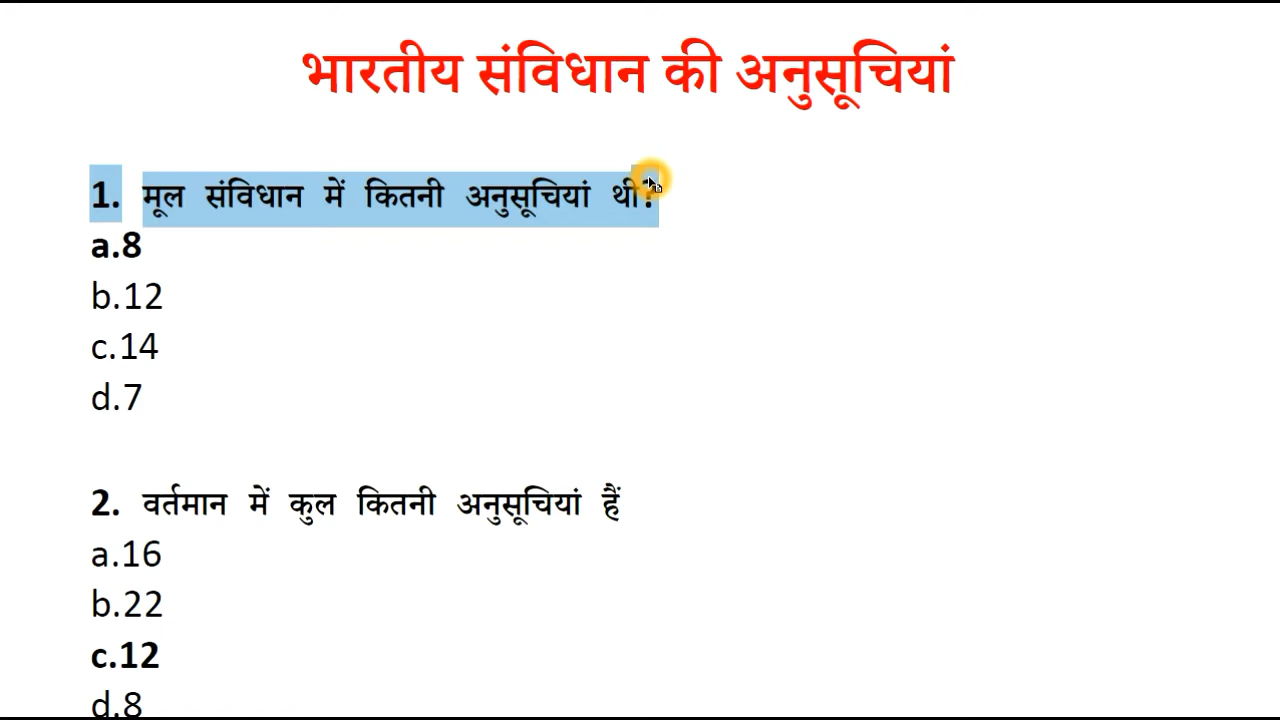 भारतीय संविधान की अनुसूचियां
1. मूल संविधान में कितनी अनुसूचियां थी?
a.8
b.12
c.14
d.7
2. वर्तमान में कुल कितनी अनुसूचियां हैं
a.16
b.22
c.12
d.8